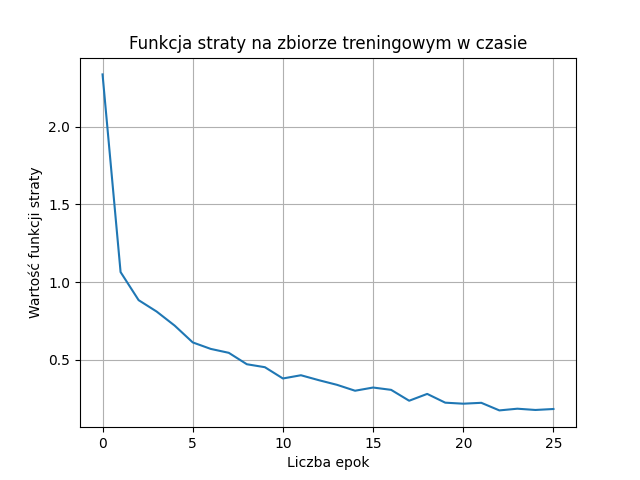 Funkcja straty na zbiorze treningowym w czasie
Wartość funkcji straty
2.0
1.5
1.0
0.5
0 5 10 15 20 25
Liczba epok